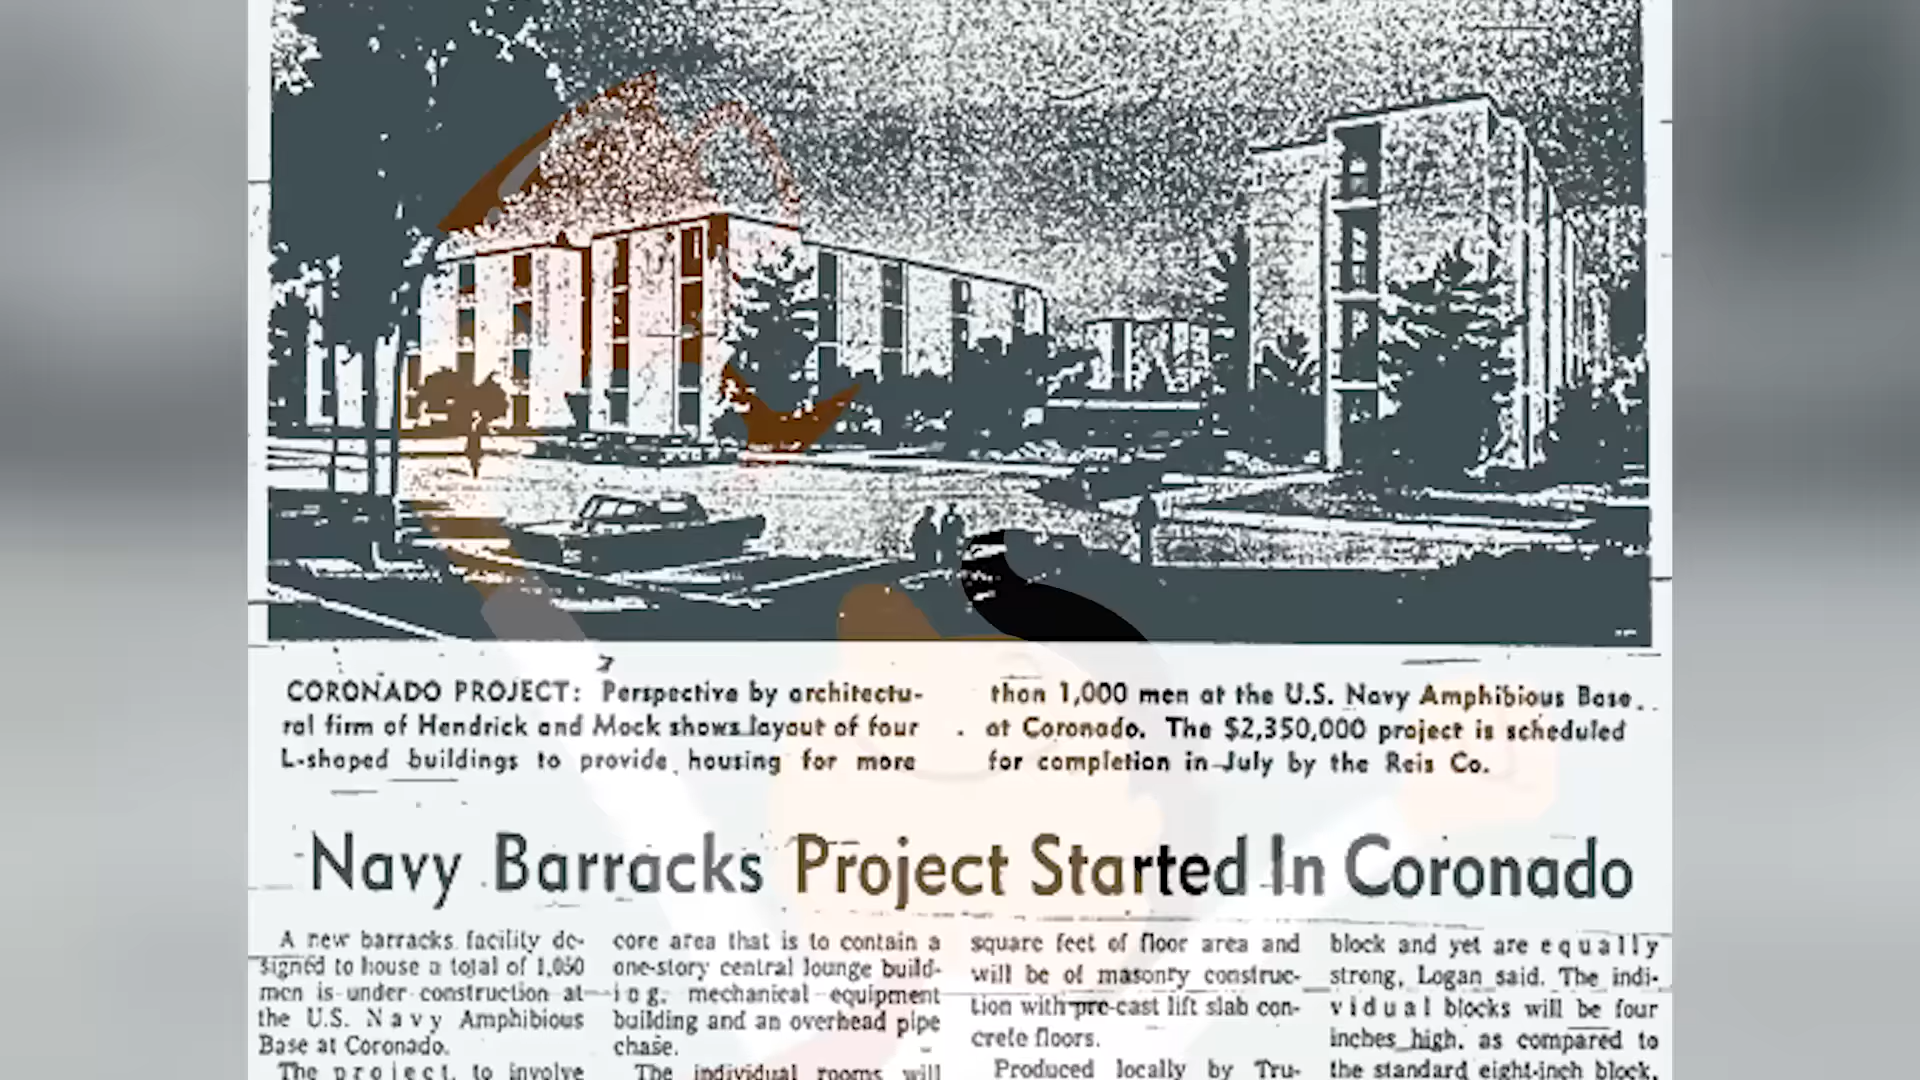 CORONADO PROJECT: Perspective by architectu-
ral firm of Hendrick and Mock shows layout of four
L-shaped buildings to provide housing for more
than 1,000 men at the U.S. Navy Amphibious Base
at Coronado. The $2,350,000 project is scheduled
for completion in July by the Reis Co.
Navy Barracks Project Started In Coronado
A new barracks facility de-
signed to house a total of 1,050
men is under construction at
the U.S. Navy Amphibious
Base at Coronado.
The project, to involve
core area that is to contain a
one-story central lounge build-
ing, mechanical equipment
building and an overhead pipe
chase.
The individual rooms will
square feet of floor area and
will be of masonry construc-
tion with pre-cast lift slab con-
crete floors.
Produced locally by Tru-
block and yet are equally
strong, Logan said. The indi-
vidual blocks will be four
inches high, as compared to
the standard eight-inch block,